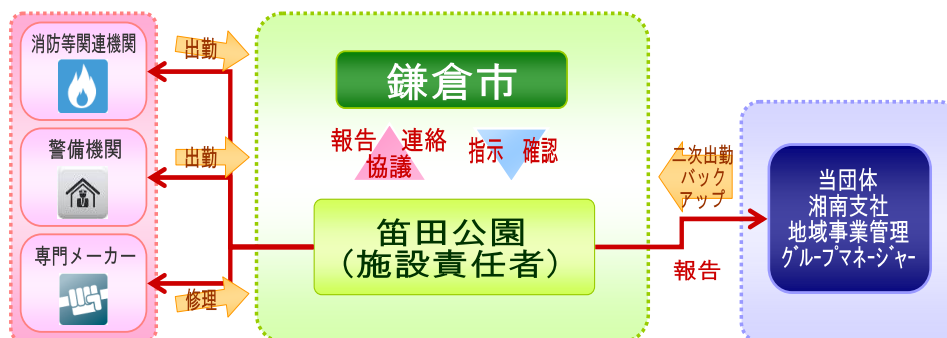 消防等関連機関
出勤
警備機関
出勤
専門メーカー
修理
鎌倉市
報告　連絡
協議
指示　確認
笛田公園
（施設責任者）
二次出勤
バック
アップ
報告
当団体
湘南支社
地域事業管理
グループマネージャー